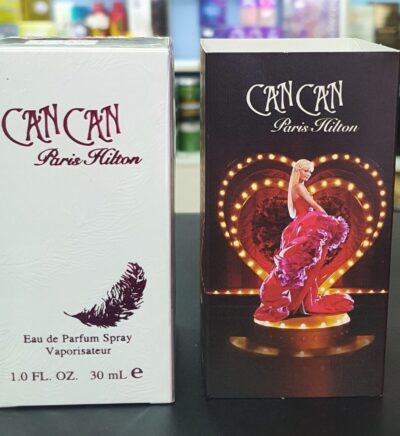 CAN CAN
Paris Hilton
Eau de Parfum Spray
Vaporisateur
1.0 FL. OZ. 30 mL ℮
CAN CAN
Paris Hilton